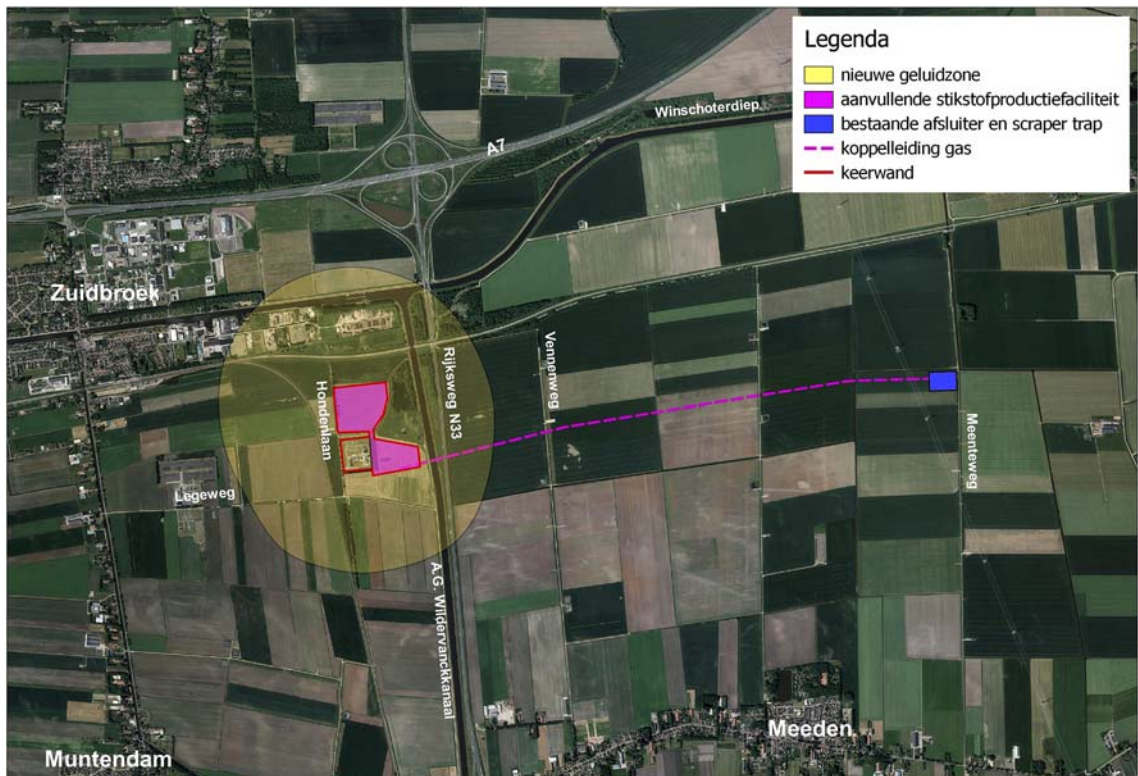 Legenda
nieuwe geluidzone
aanvullende stikstofproductiefaciliteit
bestaande afsluiter en scraper trap
koppelleiding gas
keerwand
Winschoterdiep
A7
Zuidbroek
Hondenlaan
Rijksweg N33
Vennenweg
Meenteweg
Legeweg
A.G. Wildervanckkanaal
Meeden
Muntendam